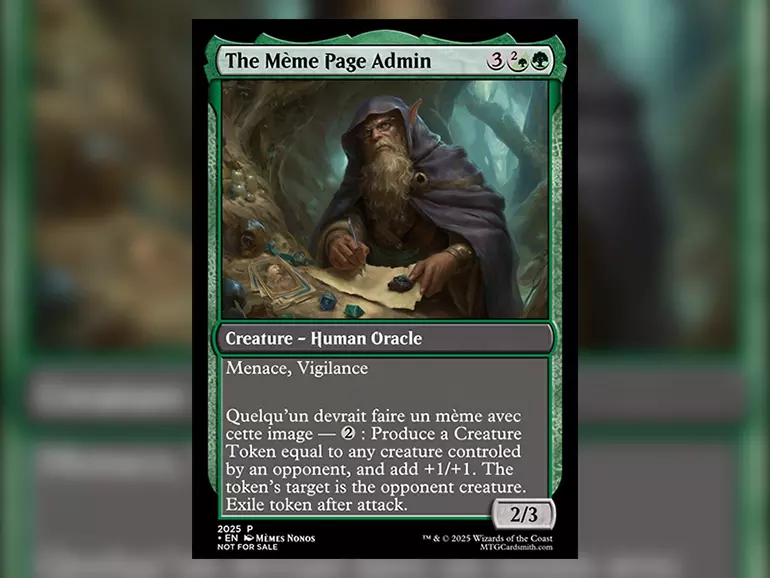 The Mème Page Admin 3 2
Creature – Human Oracle
Menace, Vigilance
Quelqu'un devrait faire un mème avec
cette image — 2 : Produce a Creature
Token equal to any creature controled
by an opponent, and add +1/+1. The
token's target is the opponent creature.
Exile token after attack.
2/3
2025 P
• EN Mèmes Nonos
NOT FOR SALE
™ & © 2025 Wizards of the Coast
MTGCardsmith.com